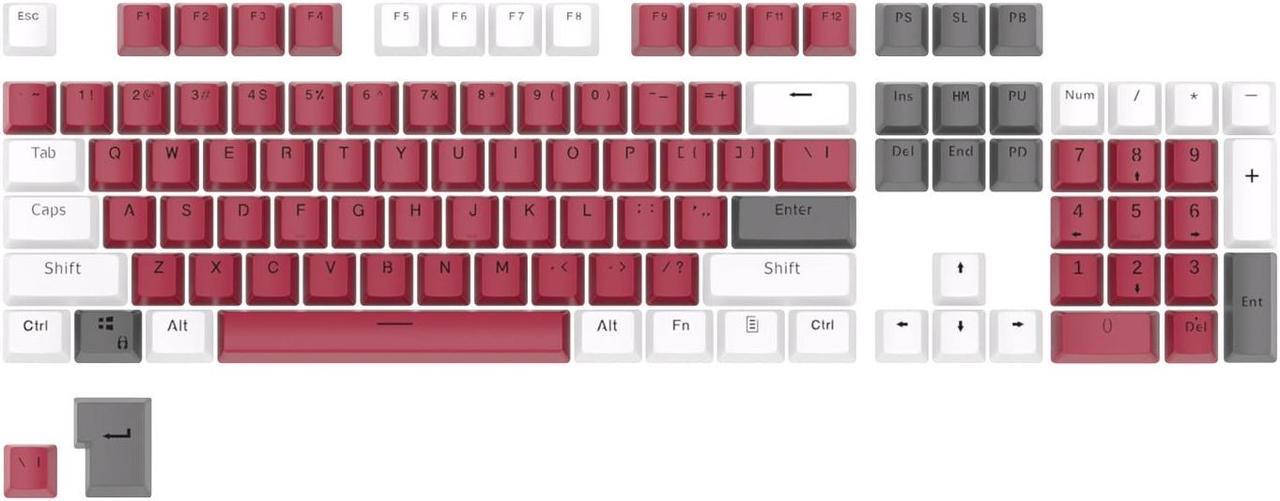 Esc F1 F2 F3 F4 F5 F6 F7 F8 F9 F10 F11 F12 PS SL PB
` ~ 1! 2@ 3# 4$ 5% 6^ 7& 8* 9( 0) -_ =+ ← Ins HM PU Num / * —
Tab Q W E R T Y U I O P [{ ]} \| Del End PD 7 8 9 +
↑
Caps A S D F G H J K L ;: ',, Enter 4 5 6
← →
Shift Z X C V B N M ,< .> /? Shift ↑ 1 2 3 Ent
↓
Ctrl Alt — Alt Fn Ctrl ← ↓ → 0 Del
\|